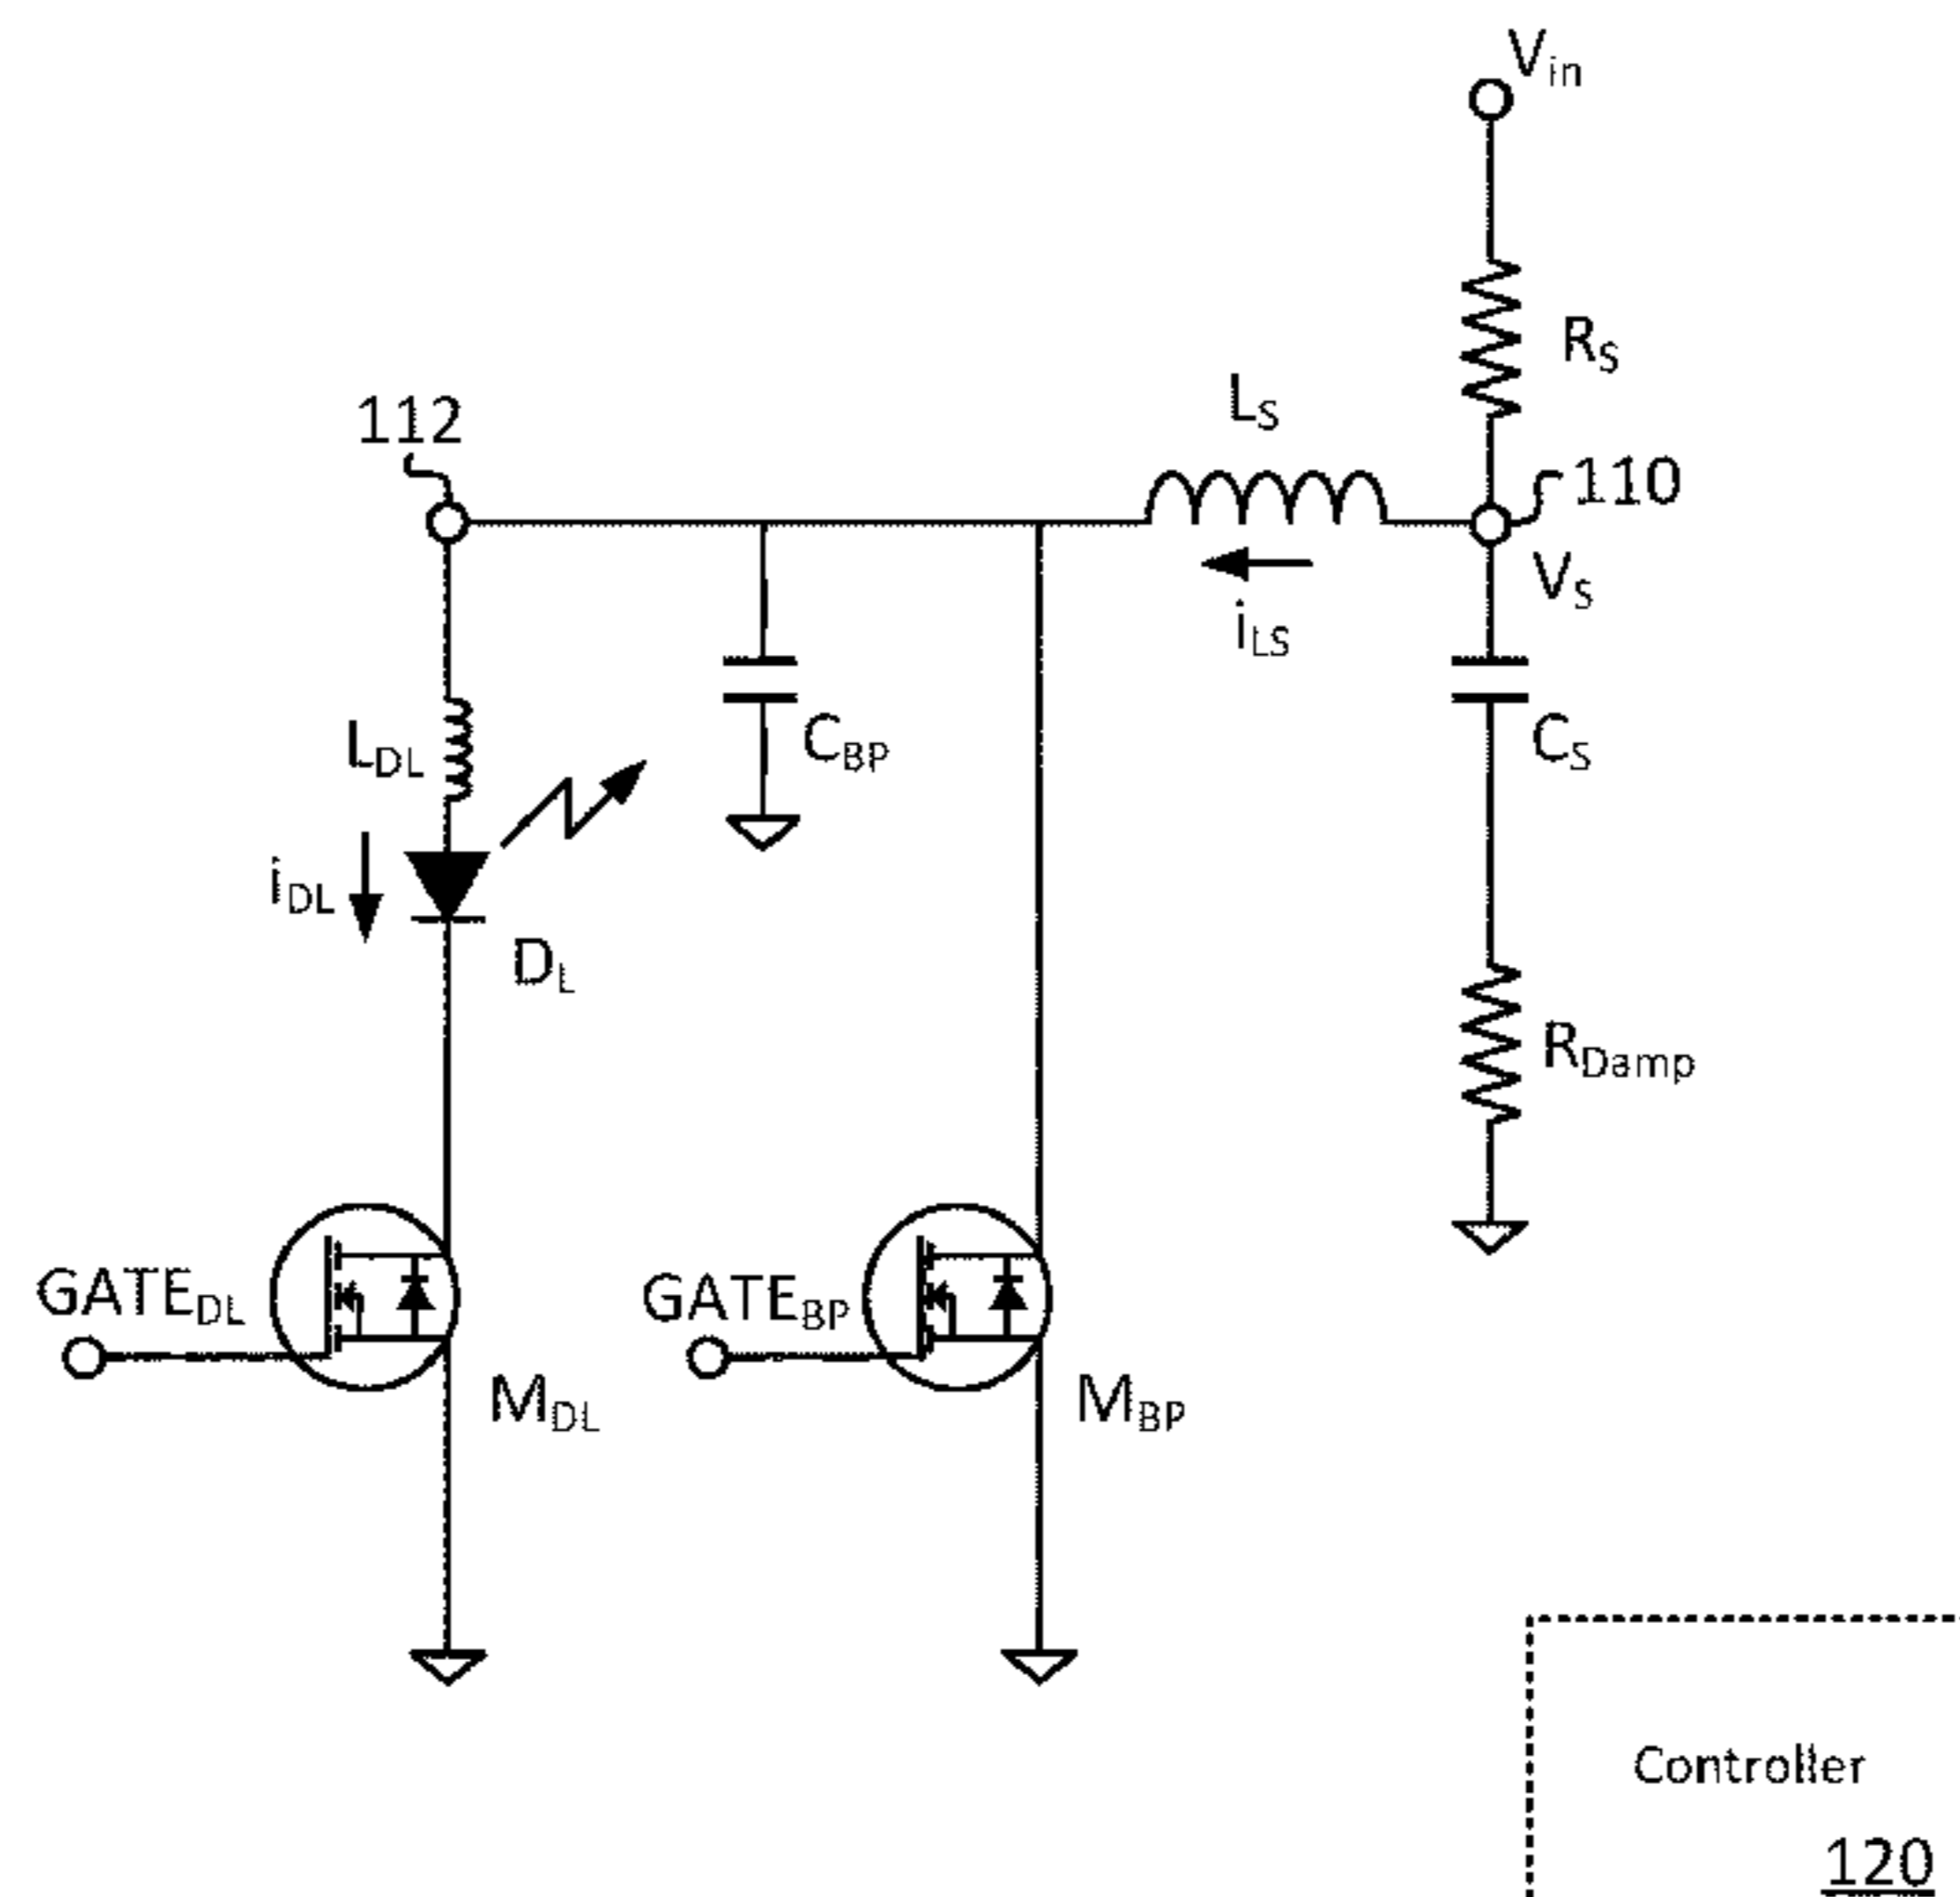 Vin
RS
LS
112
110
VS
iLS
LDL
CBP
CS
iDL
DL
RDamp
GATEDL
GATEBP
MDL
MBP
Controller
120